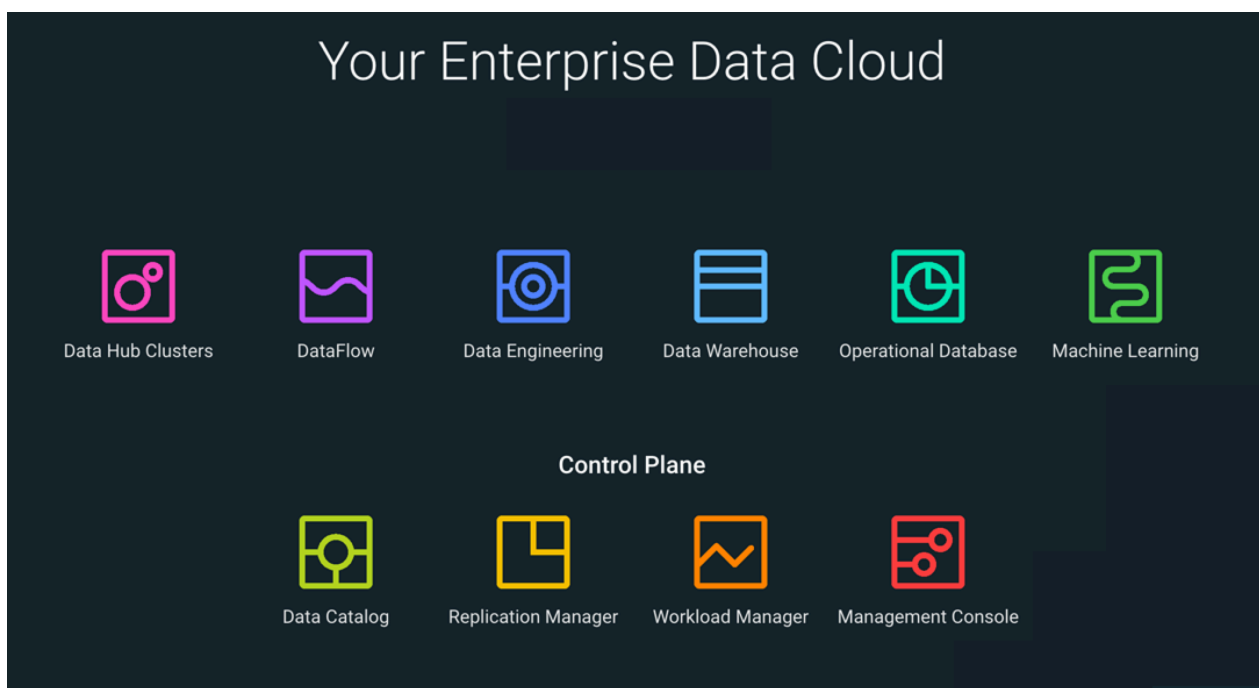 Your Enterprise Data Cloud
Data Hub Clusters
DataFlow
Data Engineering
Data Warehouse
Operational Database
Machine Learning
Control Plane
Data Catalog
Replication Manager
Workload Manager
Management Console